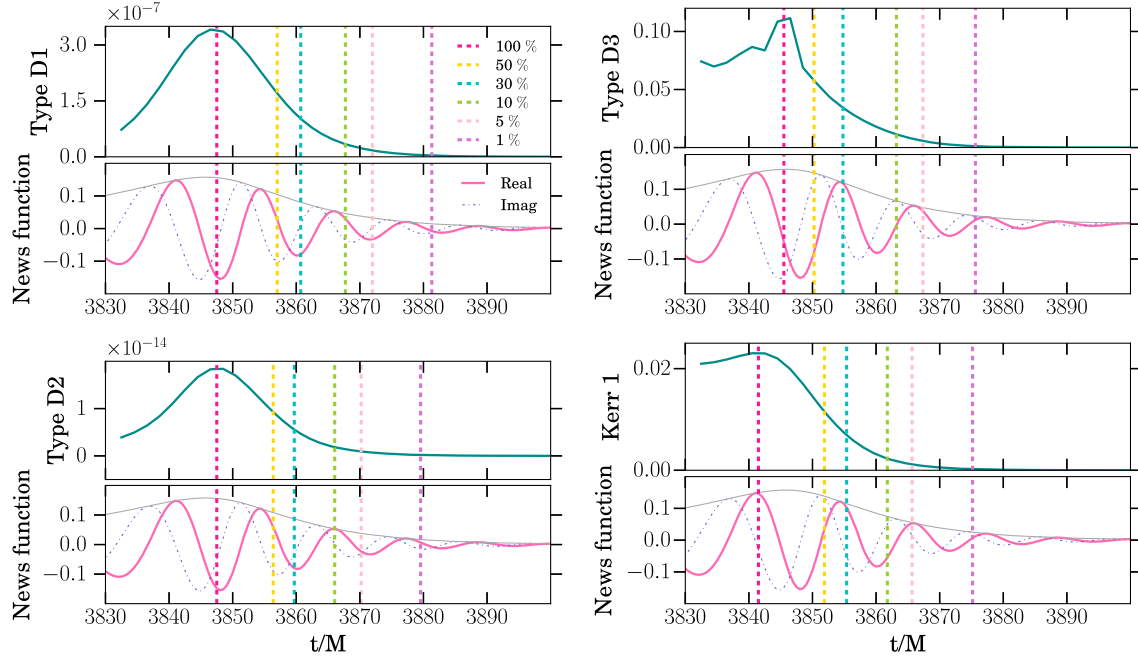 ×10⁻⁷
3.0
1.5
0.0
Type D1
100 %
50 %
30 %
10 %
5 %
1 %
0.1
0.0
−0.1
News function
Real
Imag
3830 3840 3850 3860 3870 3880 3890
0.10
0.05
0.00
Type D3
0.1
0.0
−0.1
News function
3830 3840 3850 3860 3870 3880 3890
×10⁻¹⁴
1
0
Type D2
0.1
0.0
−0.1
News function
3830 3840 3850 3860 3870 3880 3890
t/M
0.02
0.00
Kerr 1
0.1
0.0
−0.1
News function
3830 3840 3850 3860 3870 3880 3890
t/M